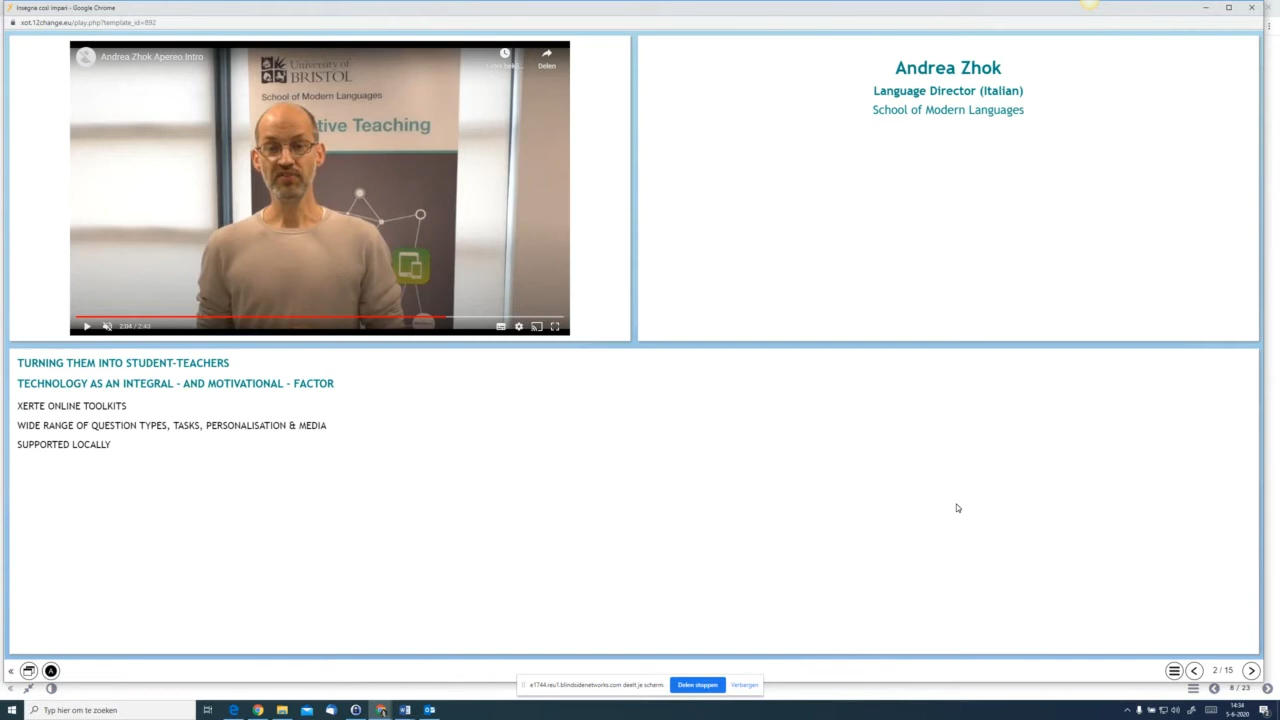 Insegna così impari - Google Chrome
xot.12change.eu/play.php?template_id=892
Andrea Zhok Apereo Intro
Delen
University of
BRISTOL
School of Modern Languages
tive Teaching
2:04 / 2:43
Andrea Zhok
Language Director (Italian)
School of Modern Languages
TURNING THEM INTO STUDENT-TEACHERS
TECHNOLOGY AS AN INTEGRAL - AND MOTIVATIONAL - FACTOR
XERTE ONLINE TOOLKITS
WIDE RANGE OF QUESTION TYPES, TASKS, PERSONALISATION & MEDIA
SUPPORTED LOCALLY
A
2 / 15
e1744.reu1.blindsidenetworks.com deelt je scherm.
Delen stoppen
Verbergen
8 / 23
Typ hier om te zoeken
14:34
5-6-2020